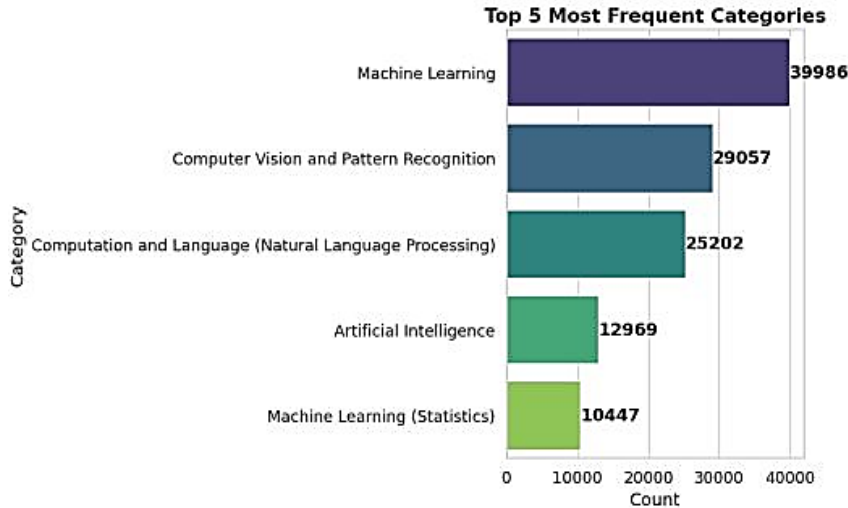 Top 5 Most Frequent Categories
Machine Learning
39986
Computer Vision and Pattern Recognition
29057
Category
Computation and Language (Natural Language Processing)
25202
Artificial Intelligence
12969
Machine Learning (Statistics)
10447
0 10000 20000 30000 40000
Count